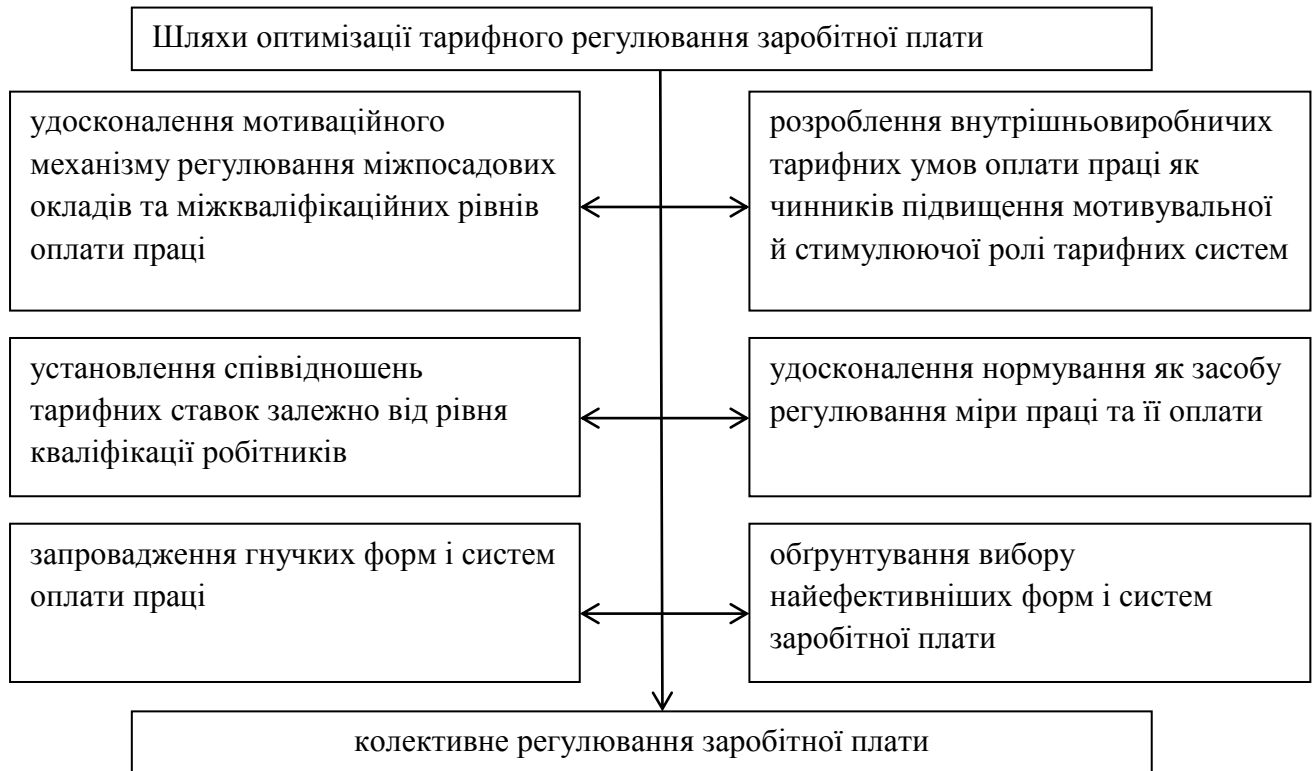 Шляхи оптимізації тарифного регулювання заробітної плати
удосконалення мотиваційного
механізму регулювання міжпосадових
окладів та міжкваліфікаційних рівнів
оплати праці
розроблення внутрішньовиробничих
тарифних умов оплати праці як
чинників підвищення мотивувальної
й стимулюючої ролі тарифних систем
установлення співвідношень
тарифних ставок залежно від рівня
кваліфікації робітників
удосконалення нормування як засобу
регулювання міри праці та її оплати
запровадження гнучких форм і систем
оплати праці
обґрунтування вибору
найефективніших форм і систем
заробітної плати
колективне регулювання заробітної плати